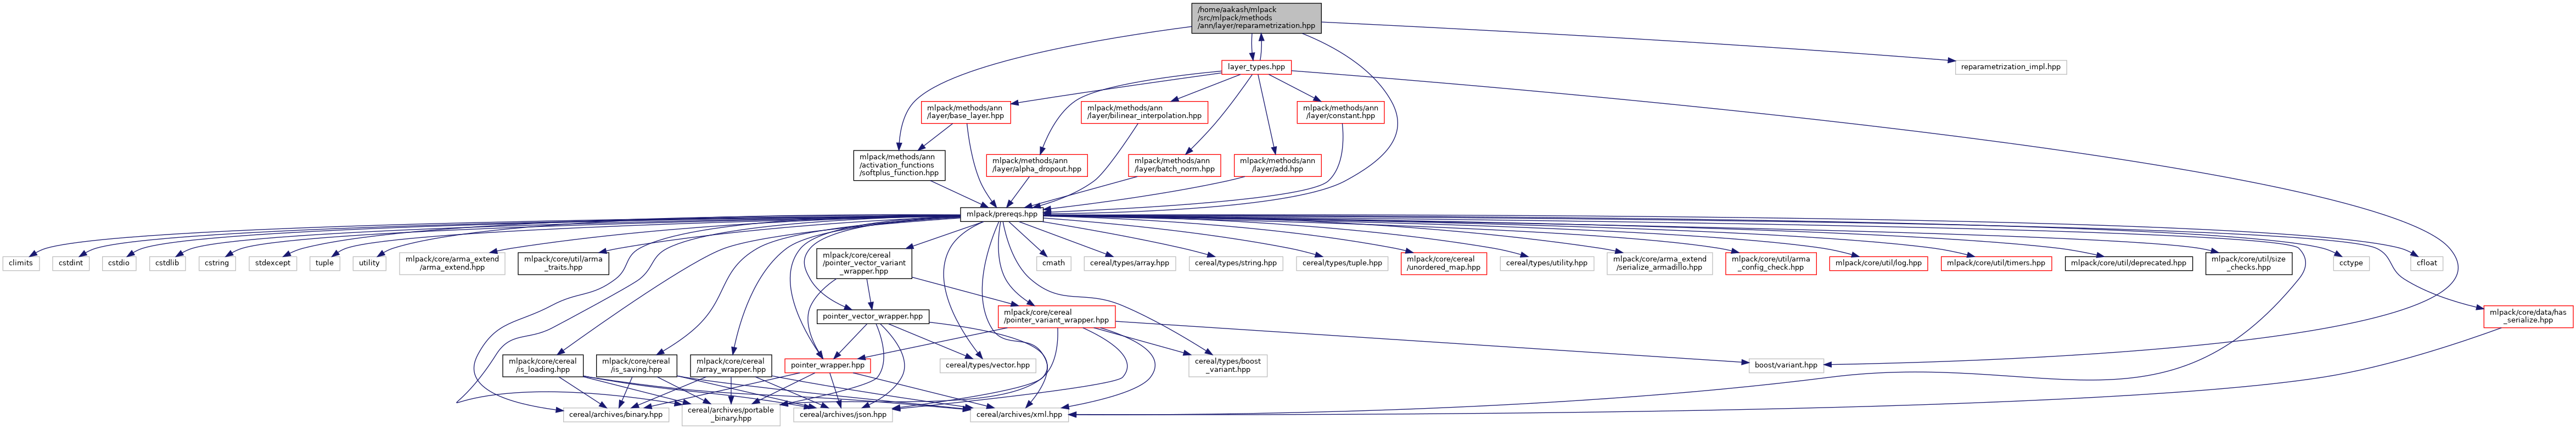 /home/aakash/mlpack
/src/mlpack/methods
/ann/layer/reparametrization.hpp
layer_types.hpp
reparametrization_impl.hpp
mlpack/methods/ann
/layer/base_layer.hpp
mlpack/methods/ann
/layer/bilinear_interpolation.hpp
mlpack/methods/ann
/layer/constant.hpp
mlpack/methods/ann
/activation_functions
/softplus_function.hpp
mlpack/methods/ann
/layer/alpha_dropout.hpp
mlpack/methods/ann
/layer/batch_norm.hpp
mlpack/methods/ann
/layer/add.hpp
mlpack/prereqs.hpp
climits
cstdint
cstdio
cstdlib
cstring
stdexcept
tuple
utility
mlpack/core/arma_extend
/arma_extend.hpp
mlpack/core/util/arma
_traits.hpp
mlpack/core/cereal
/pointer_vector_variant
_wrapper.hpp
cmath
cereal/types/array.hpp
cereal/types/string.hpp
cereal/types/tuple.hpp
mlpack/core/cereal
/unordered_map.hpp
cereal/types/utility.hpp
mlpack/core/arma_extend
/serialize_armadillo.hpp
mlpack/core/util/arma
_config_check.hpp
mlpack/core/util/log.hpp
mlpack/core/util/timers.hpp
mlpack/core/util/deprecated.hpp
mlpack/core/util/size
_checks.hpp
cctype
cfloat
pointer_vector_wrapper.hpp
mlpack/core/cereal
/pointer_variant_wrapper.hpp
mlpack/core/data/has
_serialize.hpp
mlpack/core/cereal
/is_loading.hpp
mlpack/core/cereal
/is_saving.hpp
mlpack/core/cereal
/array_wrapper.hpp
pointer_wrapper.hpp
cereal/types/vector.hpp
cereal/types/boost
_variant.hpp
boost/variant.hpp
cereal/archives/binary.hpp
cereal/archives/portable
_binary.hpp
cereal/archives/json.hpp
cereal/archives/xml.hpp